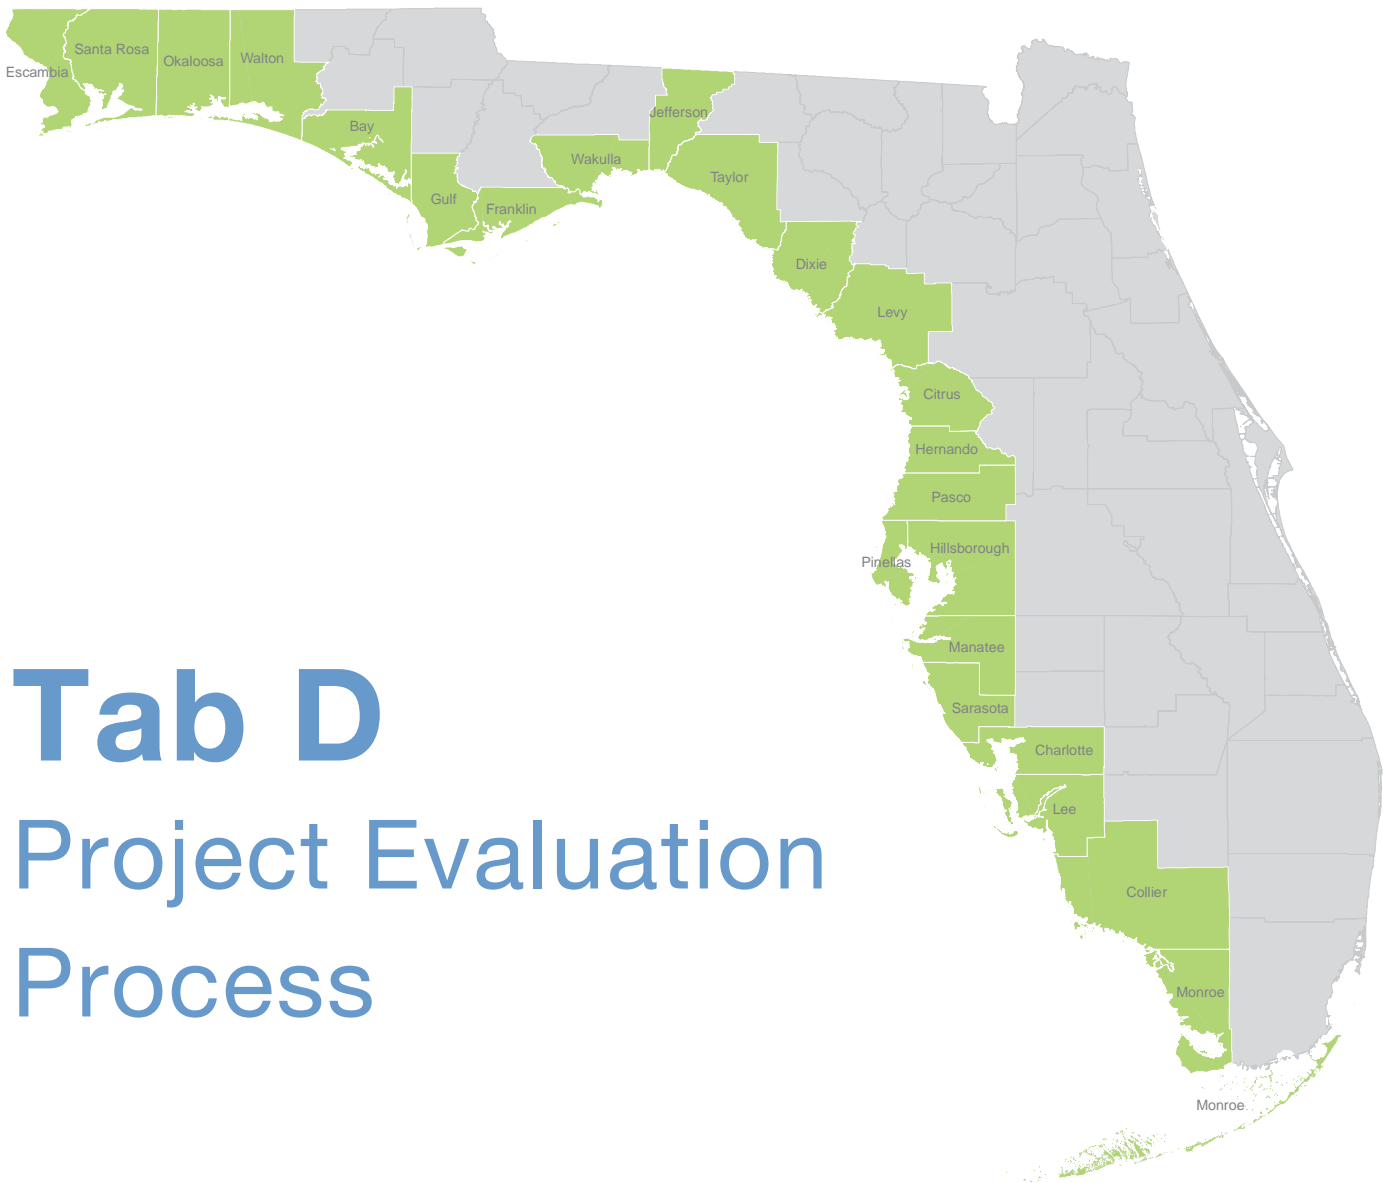 Santa Rosa
Okaloosa
Walton
Escambia
Bay
Jefferson
Wakulla
Taylor
Gulf
Franklin
Dixie
Levy
Citrus
Hernando
Pasco
Hillsborough
Pinellas
Manatee
Sarasota
Charlotte
Lee
Collier
Monroe
Monroe
Tab D
Project Evaluation
Process